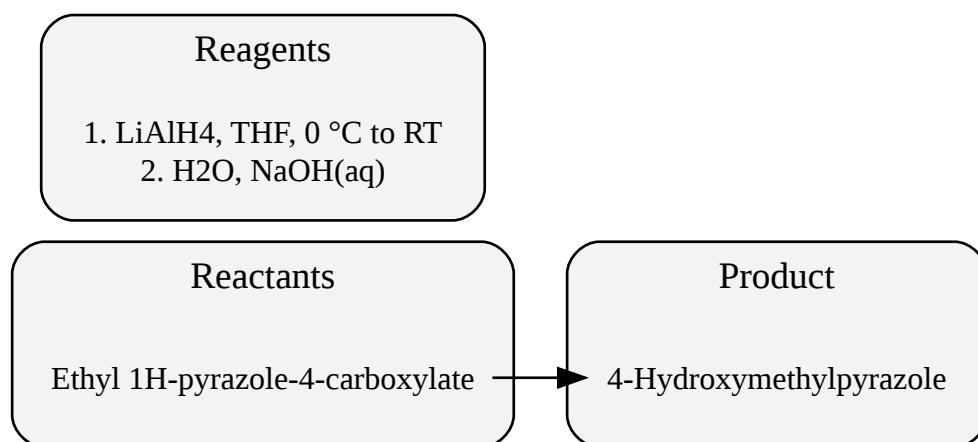 Reagents
1. LiAlH4, THF, 0 °C to RT
2. H2O, NaOH(aq)
Reactants
Ethyl 1H-pyrazole-4-carboxylate
Product
4-Hydroxymethylpyrazole